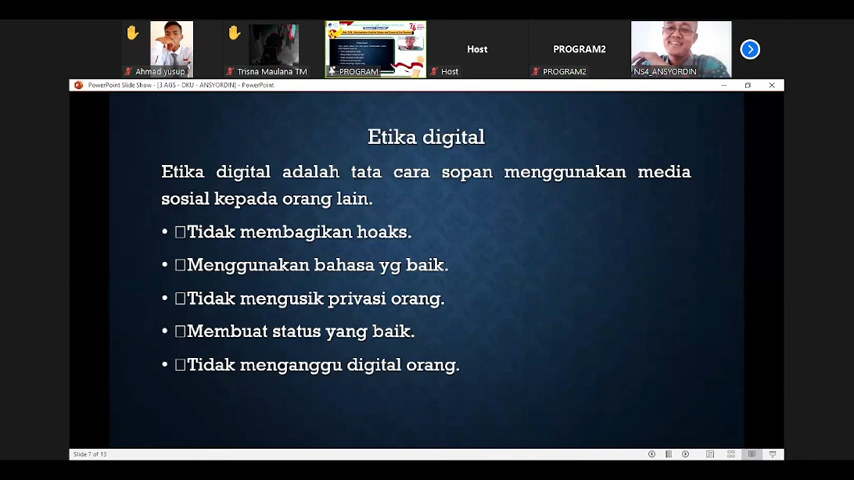 Ahmad yusup
Trisna Maulana TM
PROGRAM
Host
Host
PROGRAM2
PROGRAM2
NS4_ANSYORDIN
PowerPoint Slide Show - [3 AGS - OKU - ANSYORDIN] - PowerPoint
Etika digital
Etika digital adalah tata cara sopan menggunakan media
sosial kepada orang lain.
• □Tidak membagikan hoaks.
• □Menggunakan bahasa yg baik.
• □Tidak mengusik privasi orang.
• □Membuat status yang baik.
• □Tidak menganggu digital orang.
Slide 7 of 13